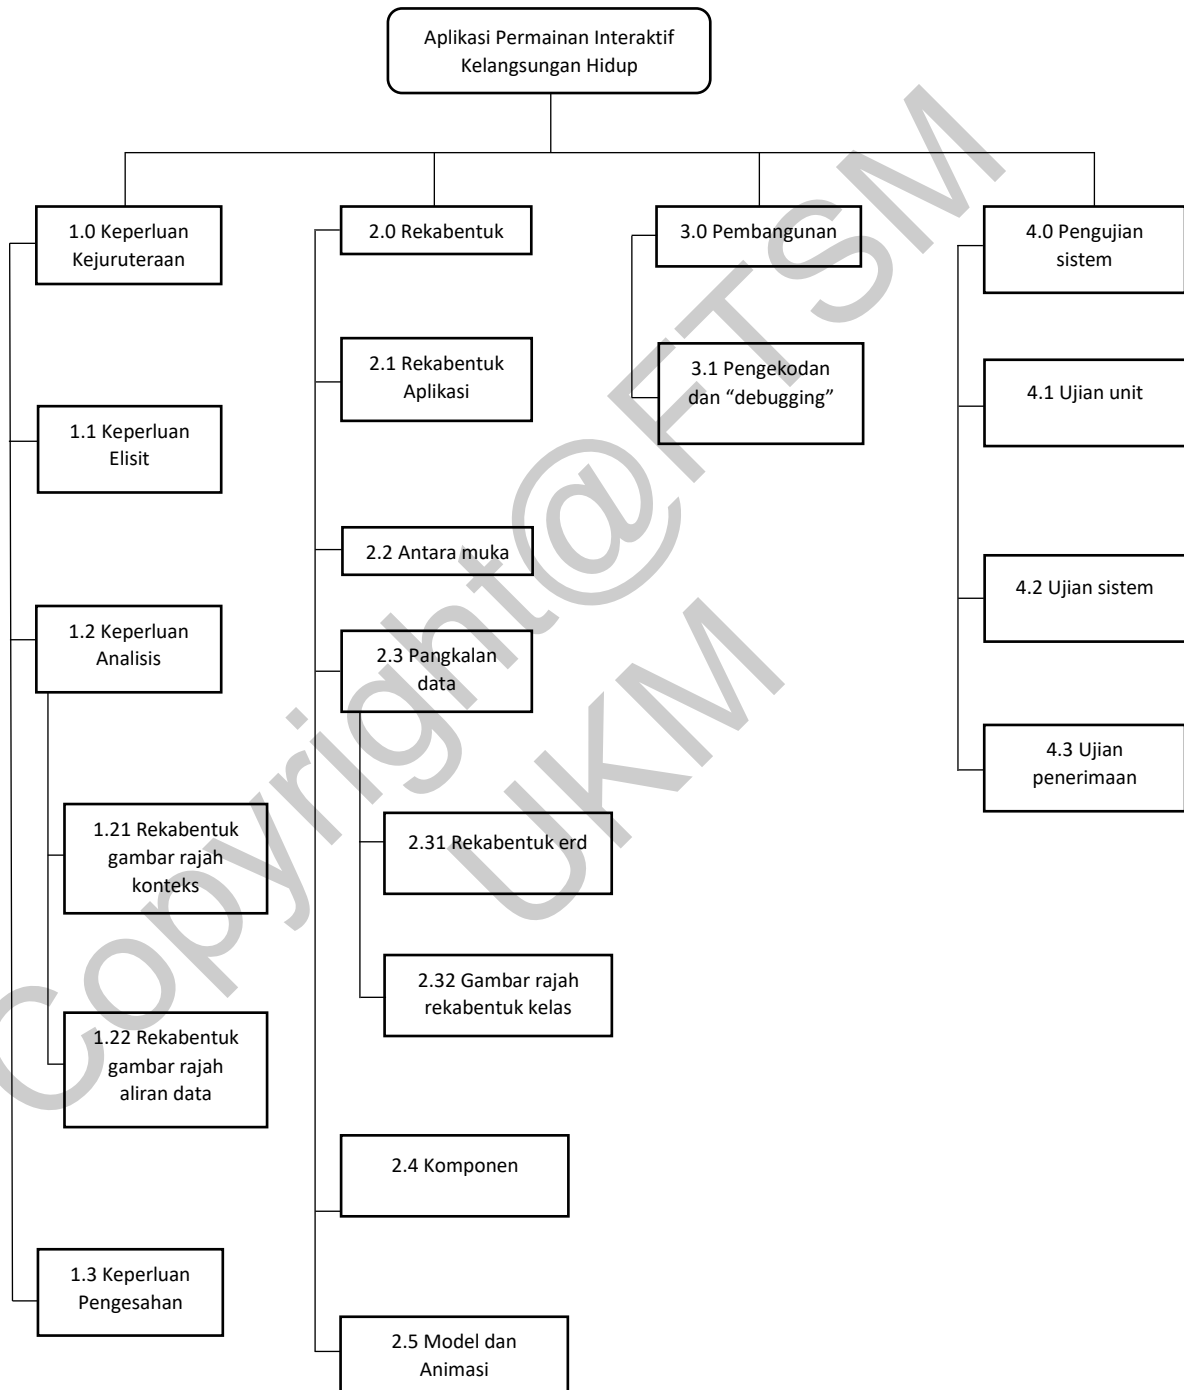 Aplikasi Permainan Interaktif
Kelangsungan Hidup
1.0 Keperluan
Kejuruteraan
1.1 Keperluan
Elisit
1.2 Keperluan
Analisis
1.21 Rekabentuk
gambar rajah
konteks
1.22 Rekabentuk
gambar rajah
aliran data
1.3 Keperluan
Pengesahan
2.0 Rekabentuk
2.1 Rekabentuk
Aplikasi
2.2 Antara muka
2.3 Pangkalan
data
2.31 Rekabentuk erd
2.32 Gambar rajah
rekabentuk kelas
2.4 Komponen
2.5 Model dan
Animasi
3.0 Pembangunan
3.1 Pengekodan
dan “debugging”
4.0 Pengujian
sistem
4.1 Ujian unit
4.2 Ujian sistem
4.3 Ujian
penerimaan
Copyright@FTSM
UKM